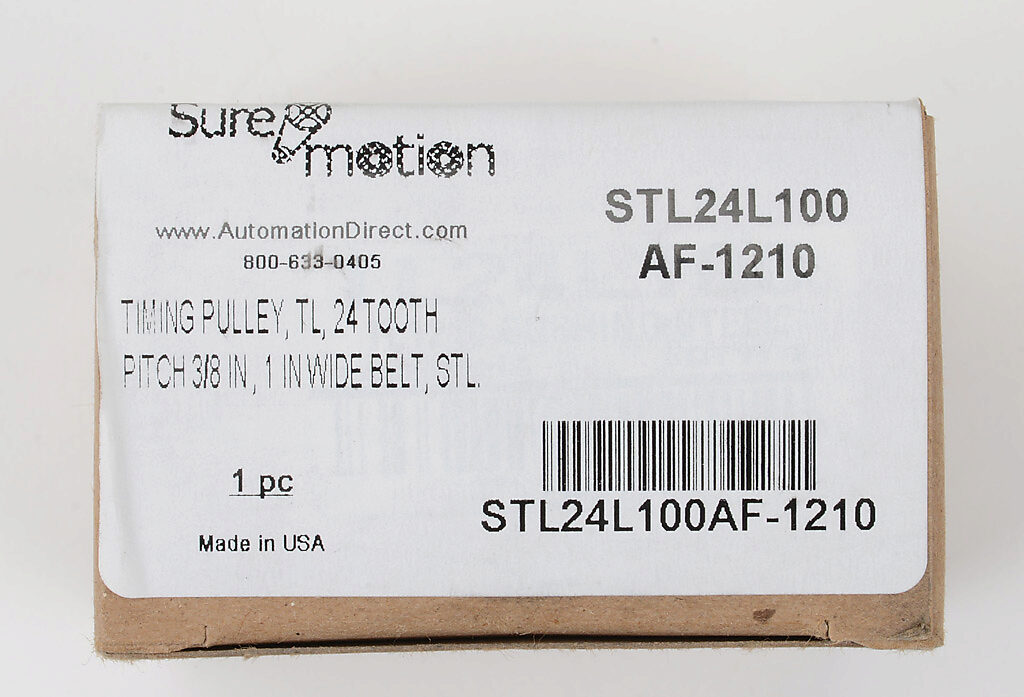 Sure
motion
www.AutomationDirect.com
800-633-0405
TIMING PULLEY, TL, 24 TOOTH
PITCH 3/8 IN, 1 IN WIDE BELT, STL.
1 pc
Made in USA
STL24L100
AF-1210
STL24L100AF-1210